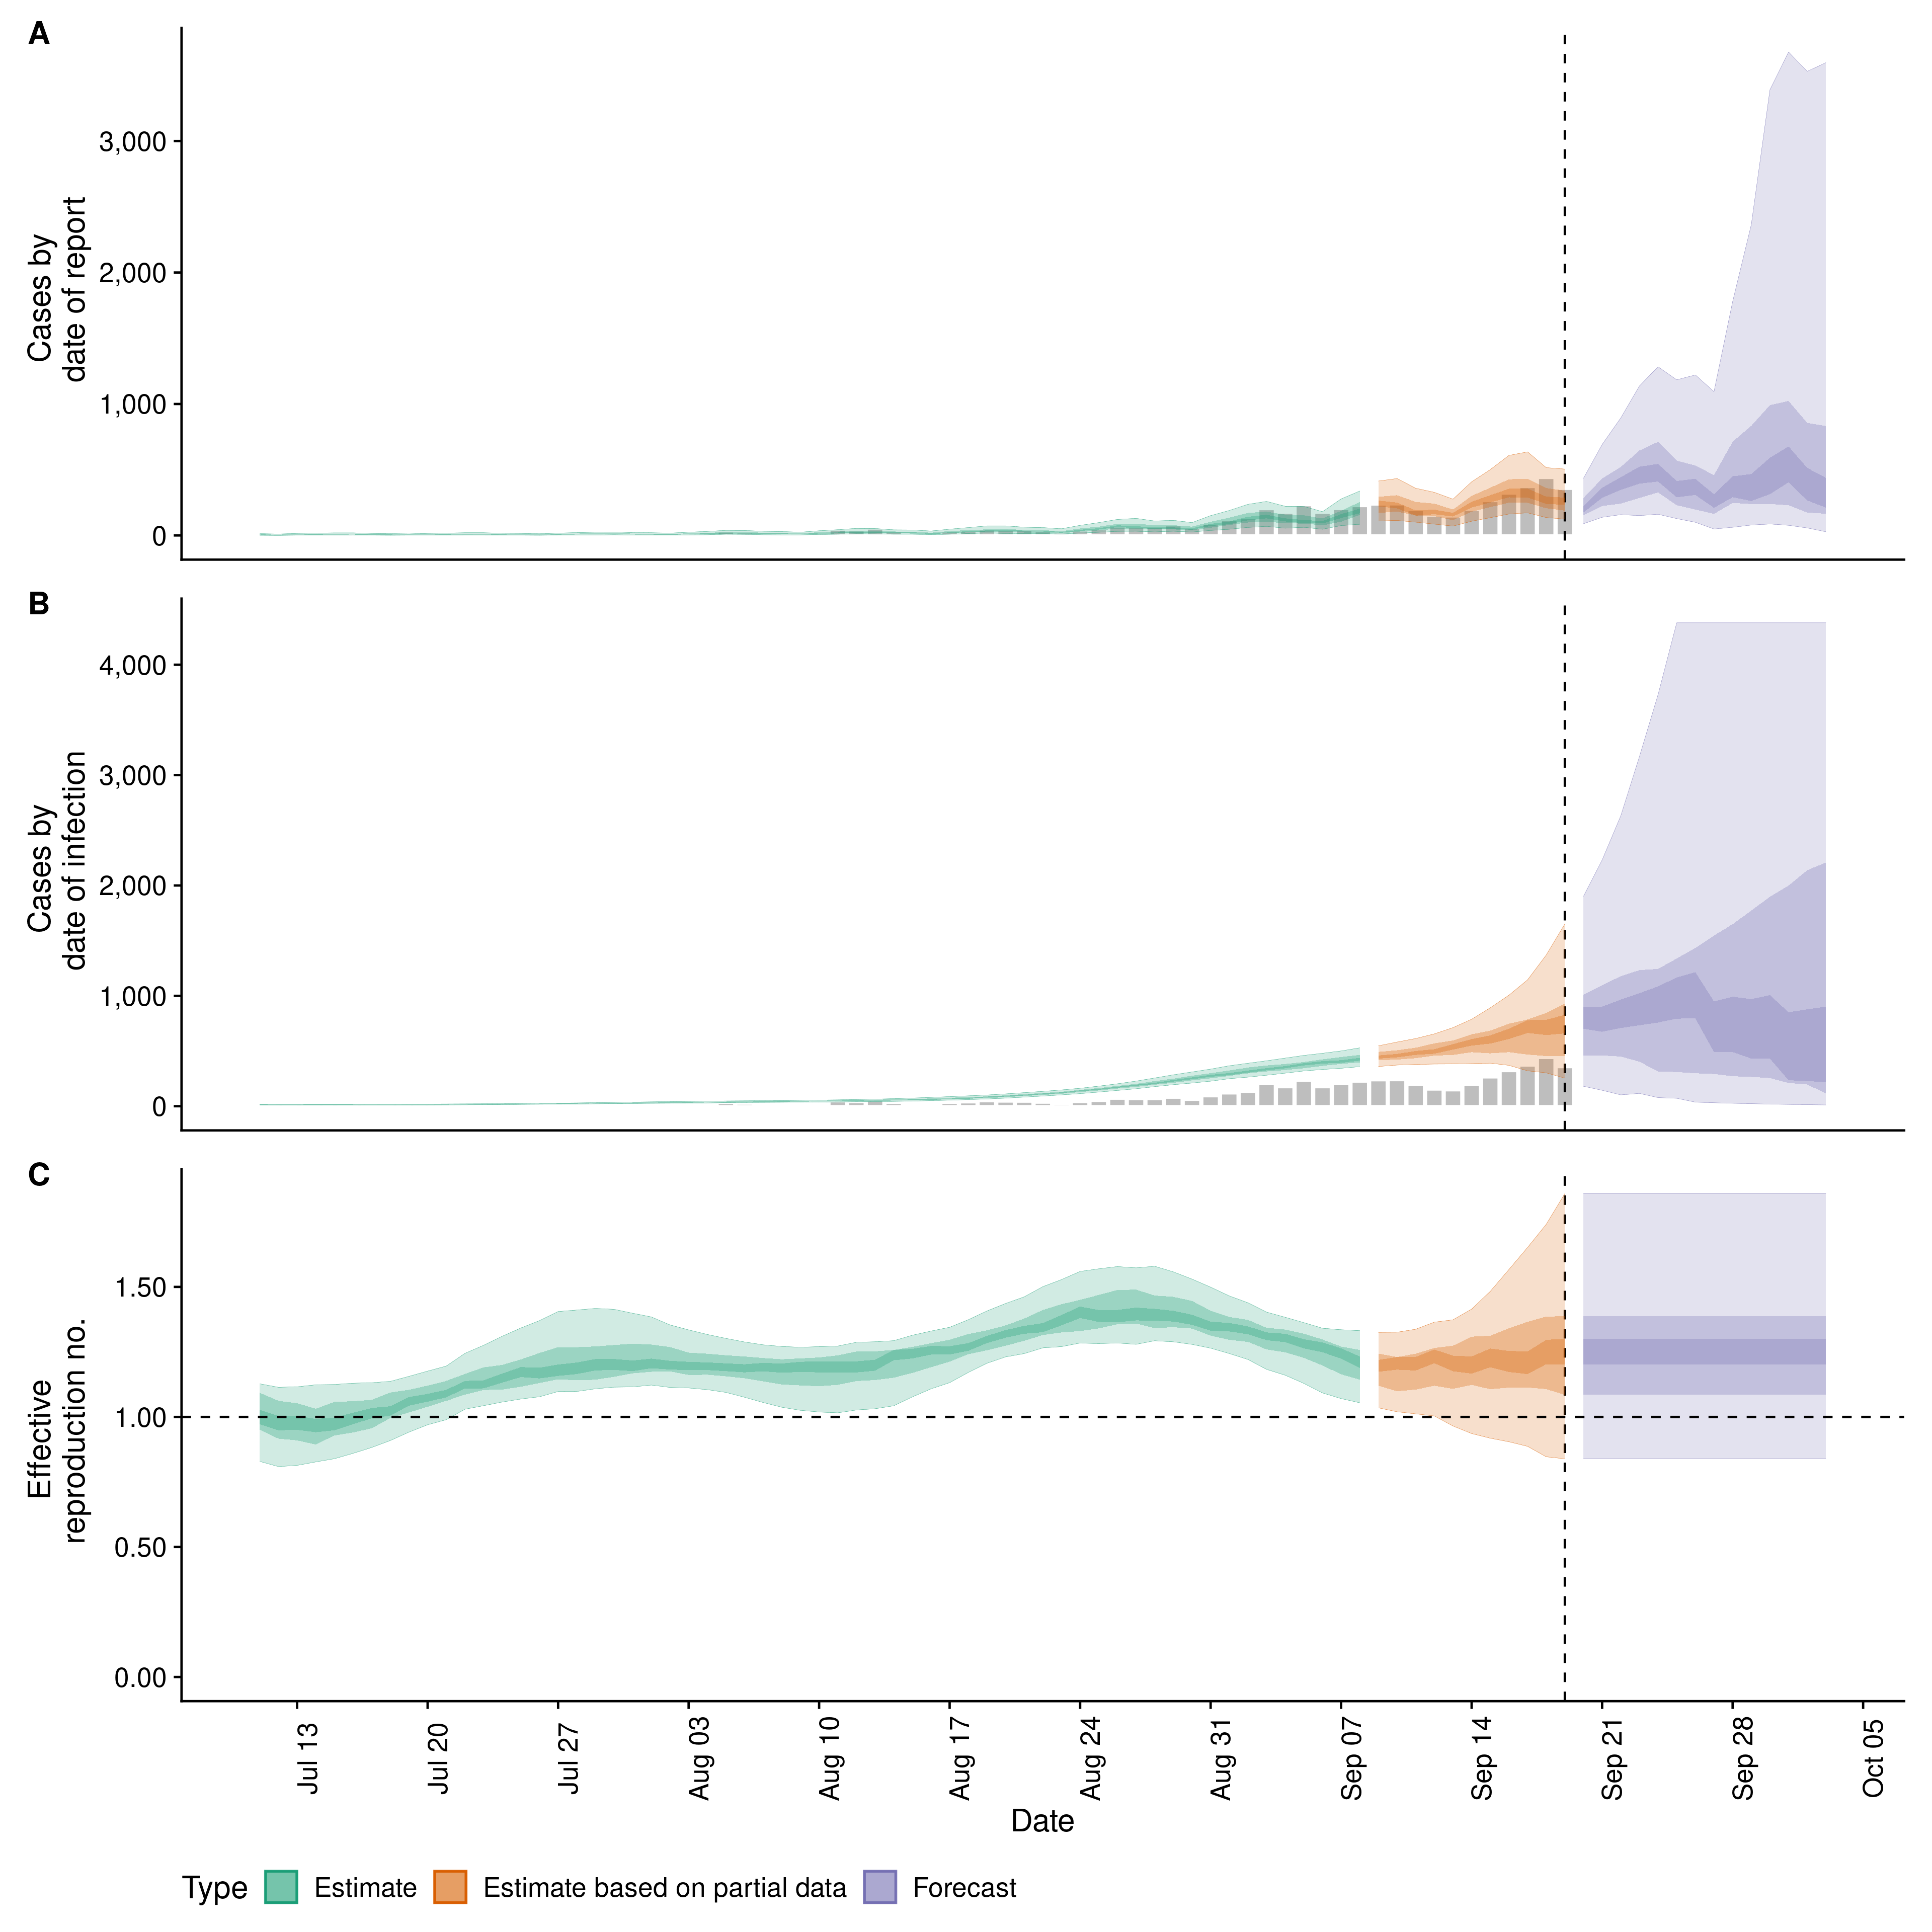 A
Cases by
date of report
3,000
2,000
1,000
0
B
Cases by
date of infection
4,000
3,000
2,000
1,000
0
C
Effective
reproduction no.
1.50
1.00
0.50
0.00
Jul 13
Jul 20
Jul 27
Aug 03
Aug 10
Aug 17
Aug 24
Aug 31
Sep 07
Sep 14
Sep 21
Sep 28
Oct 05
Date
Type Estimate Estimate based on partial data Forecast